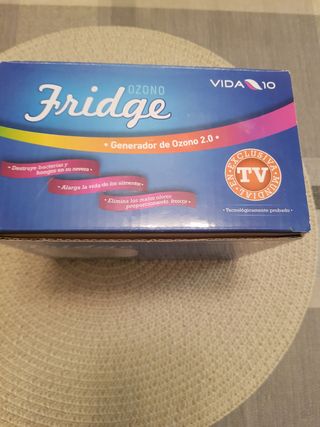 OZONO
Fridge
VIDA 10
• Generador de Ozono 2.0 •
• Destruye bacterias y
hongos en su nevera
• Alarga la vida de los alimentos
• Elimina los malos olores
proporcionando frescor
EXCLUSIVA
MUNDIAL EN
TV
• Tecnológicamente probado •